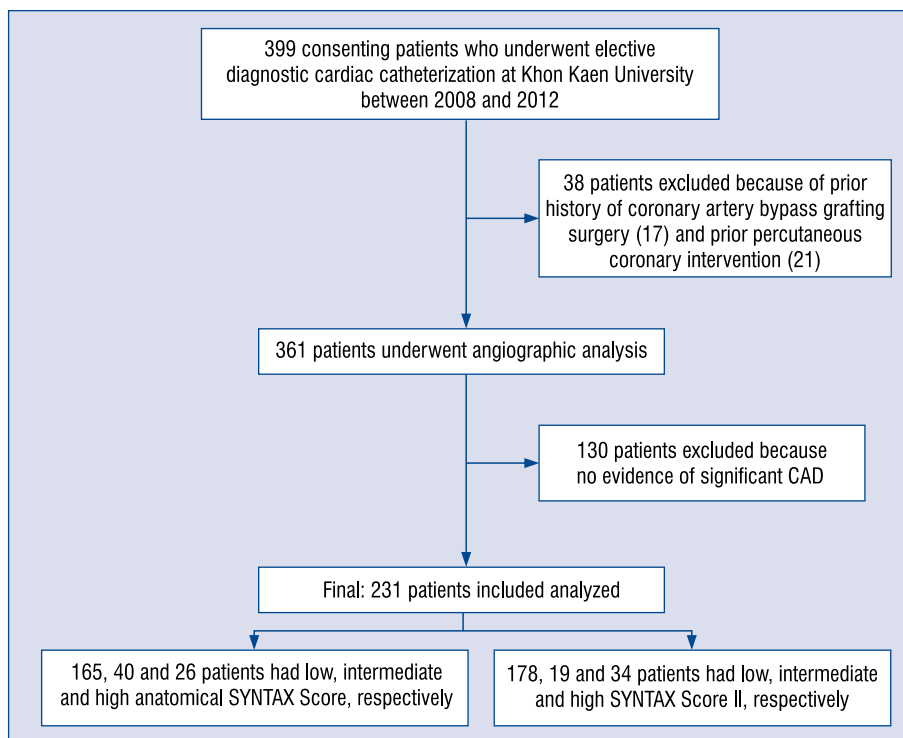 399 consenting patients who underwent elective
diagnostic cardiac catheterization at Khon Kaen University
between 2008 and 2012
38 patients excluded because of prior
history of coronary artery bypass grafting
surgery (17) and prior percutaneous
coronary intervention (21)
361 patients underwent angiographic analysis
130 patients excluded because
no evidence of significant CAD
Final: 231 patients included analyzed
165, 40 and 26 patients had low, intermediate
and high anatomical SYNTAX Score, respectively
178, 19 and 34 patients had low, intermediate
and high SYNTAX Score II, respectively